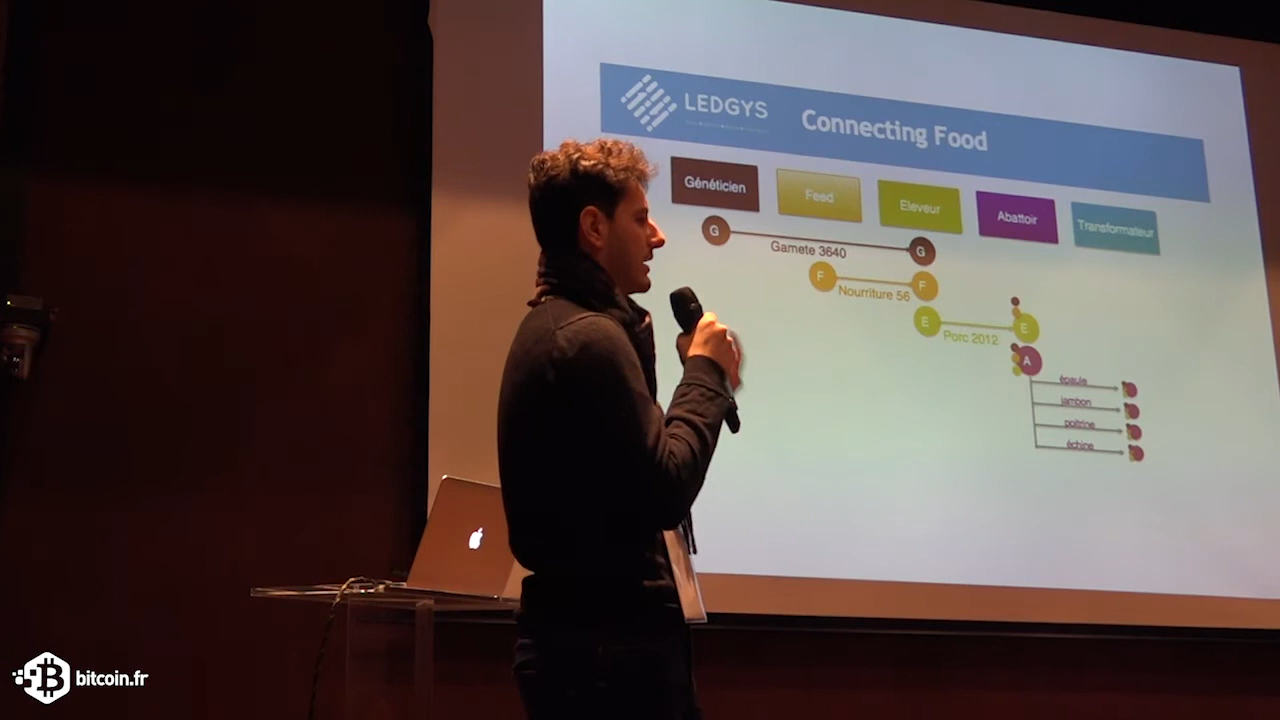 LEDGYS
Connecting Food
Généticien
Feed
Eleveur
Abattoir
Transformateur
G
G
Gamete 3640
F
F
Nourriture 56
E
E
Porc 2012
A
épaule
jambon
poitrine
échine
bitcoin.fr